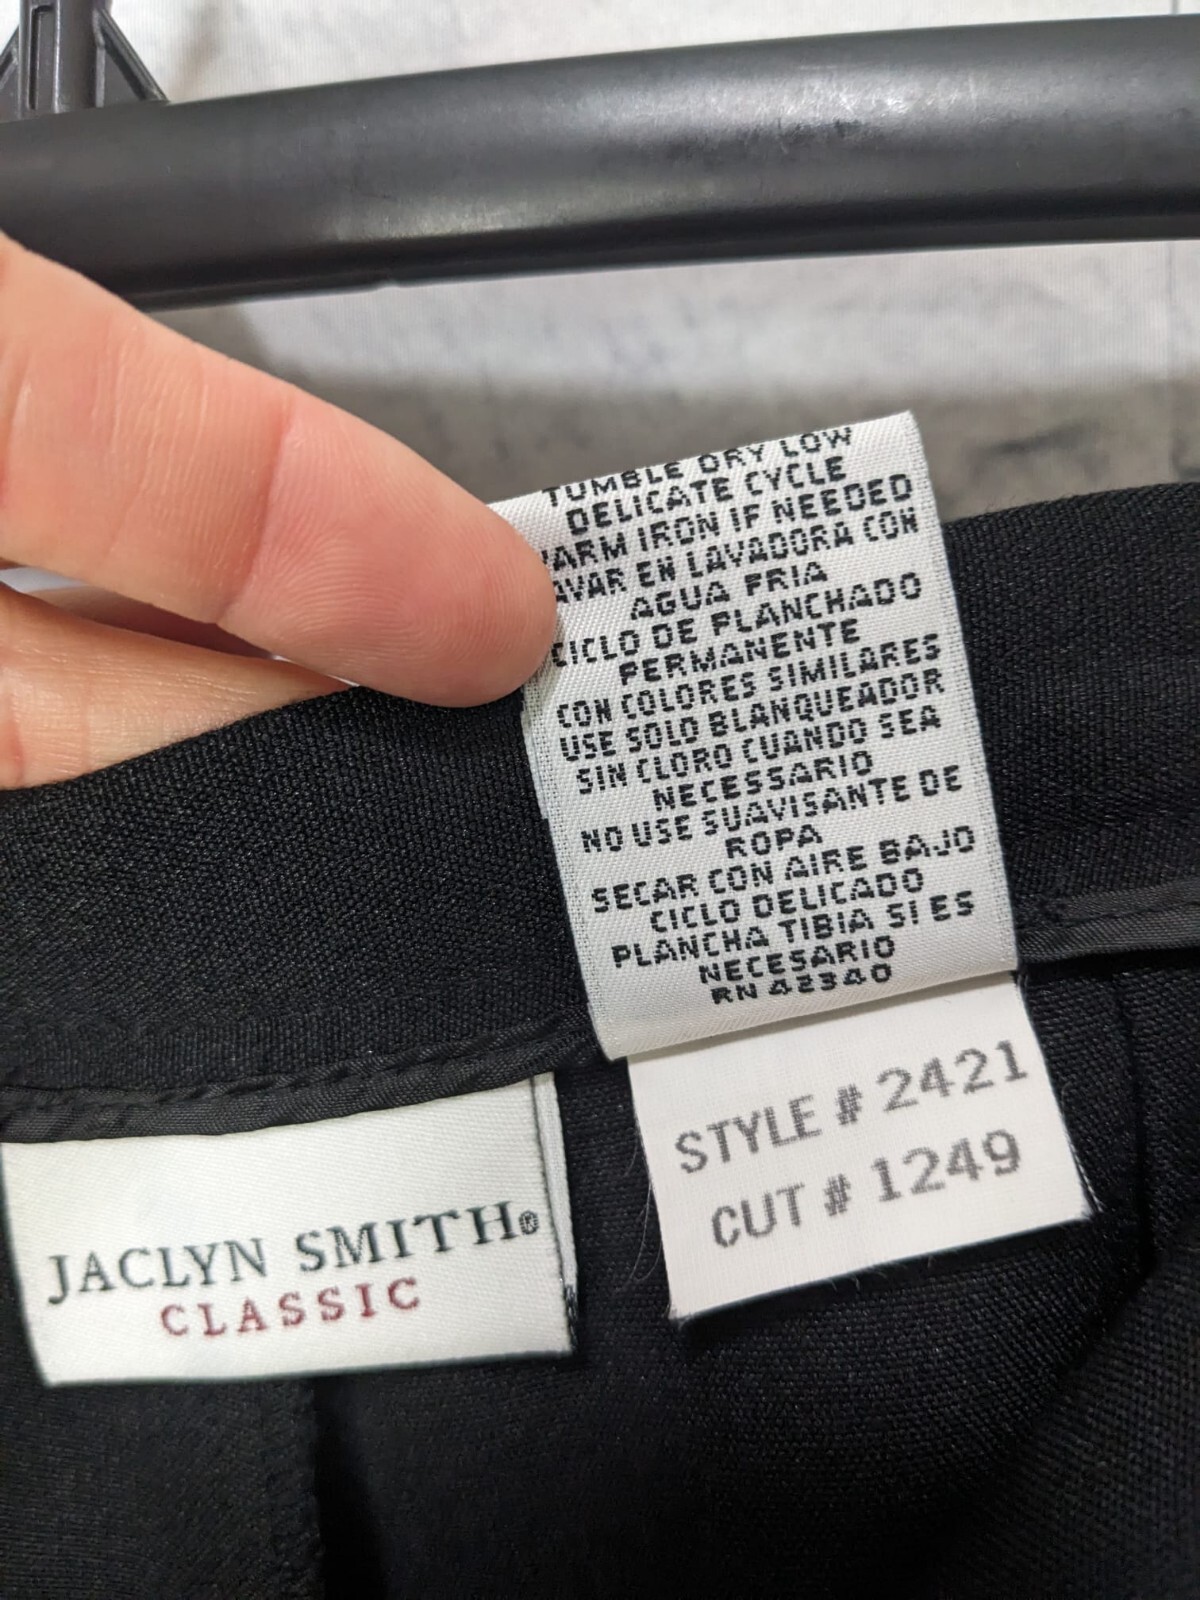 TUMBLE DRY LOW
DELICATE CYCLE
ARM IRON IF NEEDED
AVAR EN LAVADORA CON
AGUA FRIA
CICLO DE PLANCHADO
PERMANENTE
CON COLORES SIMILARES
USE SOLO BLANQUEADOR
SIN CLORO CUANDO SEA
NECESSARIO
NO USE SUAVISANTE DE
ROPA
SECAR CON AIRE BAJO
CICLO DELICADO
PLANCHA TIBIA SI ES
NECESARIO
RN 42340
STYLE # 2421
CUT # 1249
JACLYN SMITH®
CLASSIC